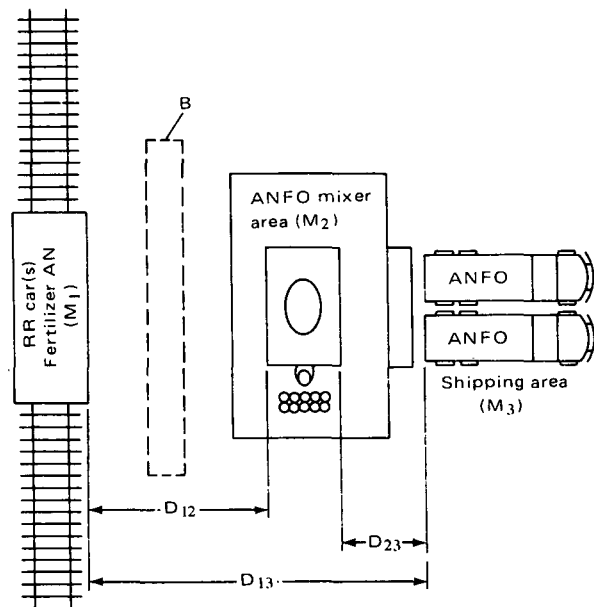 B
ANFO mixer
area (M₂)
RR car(s)
Fertilizer AN
(M₁)
ANFO
ANFO
Shipping area
(M₃)
D₁₂
D₂₃
D₁₃